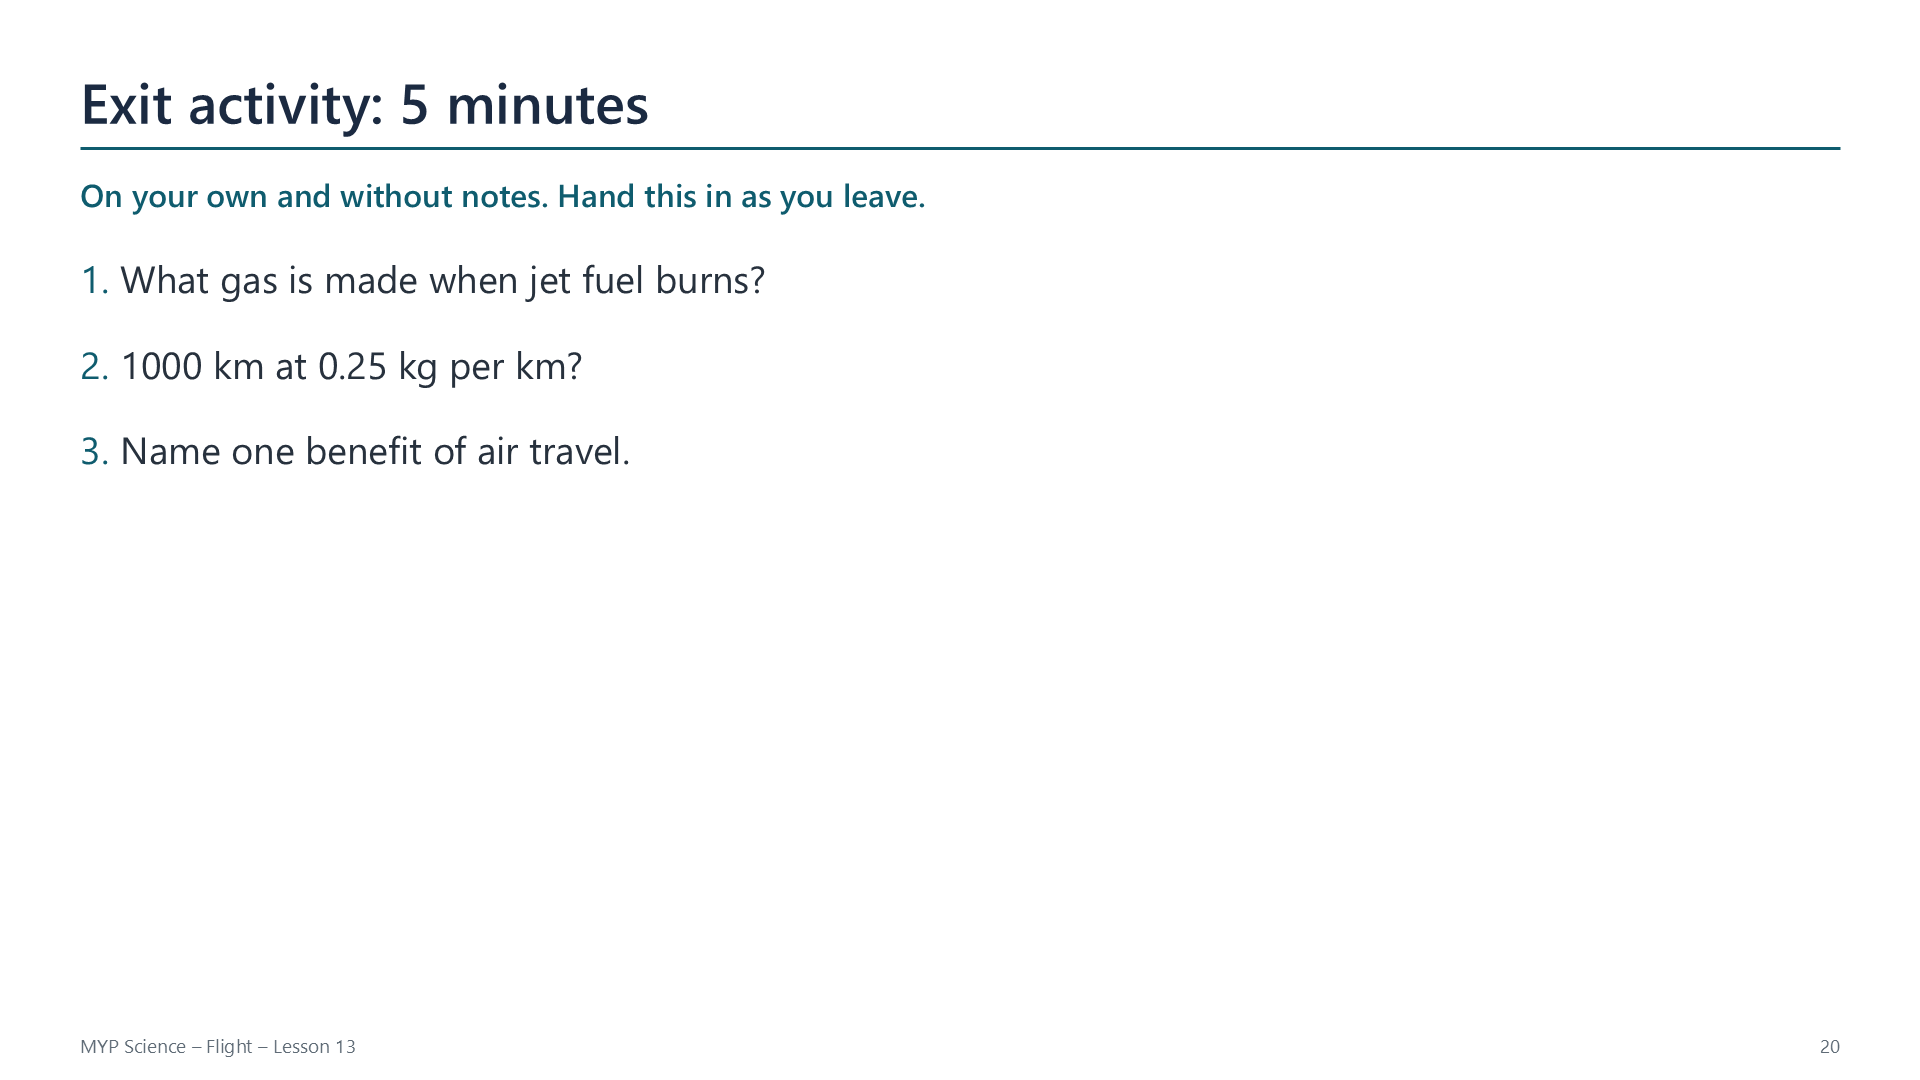 Exit activity: 5 minutes
On your own and without notes. Hand this in as you leave.
1. What gas is made when jet fuel burns?
2. 1000 km at 0.25 kg per km?
3. Name one benefit of air travel.
MYP Science – Flight – Lesson 13
20